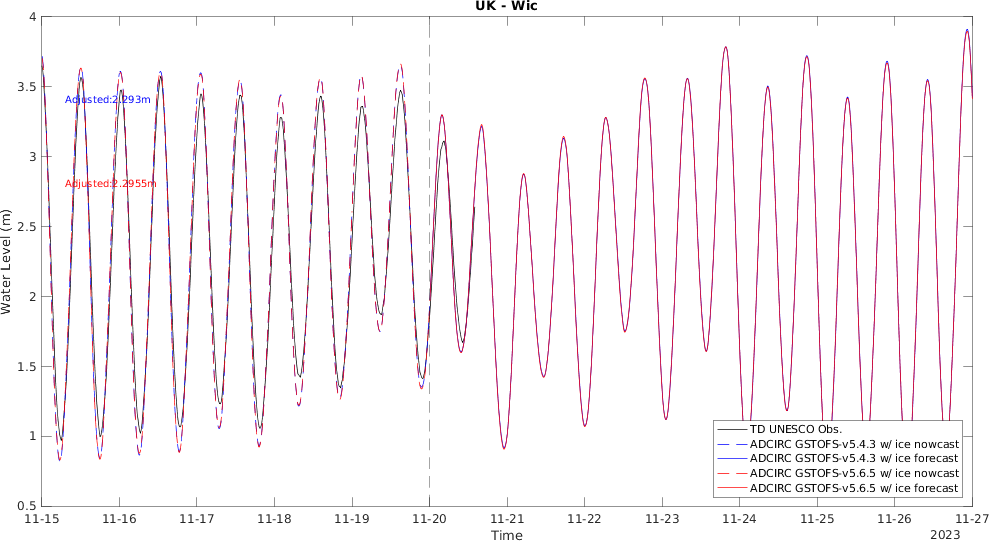 UK - Wic
4
3.5
3
2.5
2
1.5
1
0.5
Water Level (m)
Adjusted:2.293m
Adjusted:2.2955m
TD UNESCO Obs.
ADCIRC GSTOFS-v5.4.3 w/ ice nowcast
ADCIRC GSTOFS-v5.4.3 w/ ice forecast
ADCIRC GSTOFS-v5.6.5 w/ ice nowcast
ADCIRC GSTOFS-v5.6.5 w/ ice forecast
11-15 11-16 11-17 11-18 11-19 11-20 11-21 11-22 11-23 11-24 11-25 11-26 11-27
Time
2023